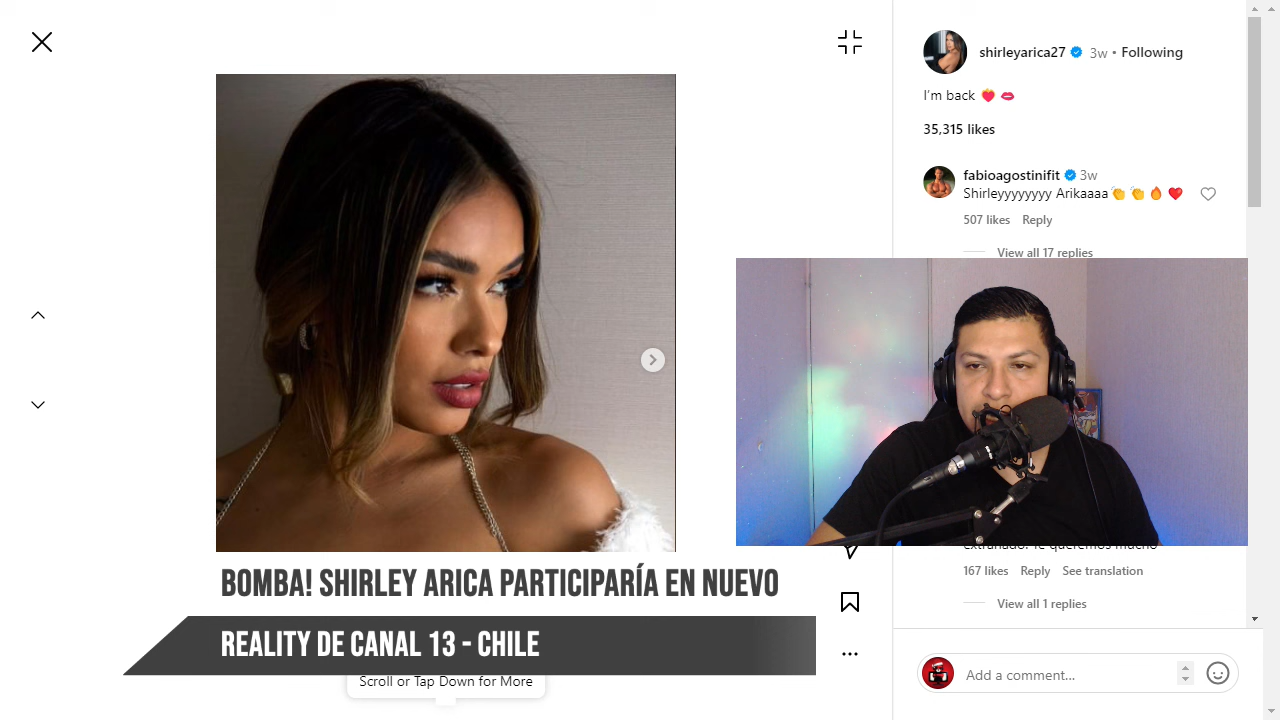 shirleyarica27 3w • Following
I'm back
35,315 likes
fabioagostinifit 3w
Shirleyyyyyyyy Arikaaaa
507 likes Reply
View all 17 replies
extrañado. Te queremos mucho
167 likes Reply See translation
View all 1 replies
BOMBA! SHIRLEY ARICA PARTICIPARÍA EN NUEVO
REALITY DE CANAL 13 - CHILE
Scroll or Tap Down for More
Add a comment...